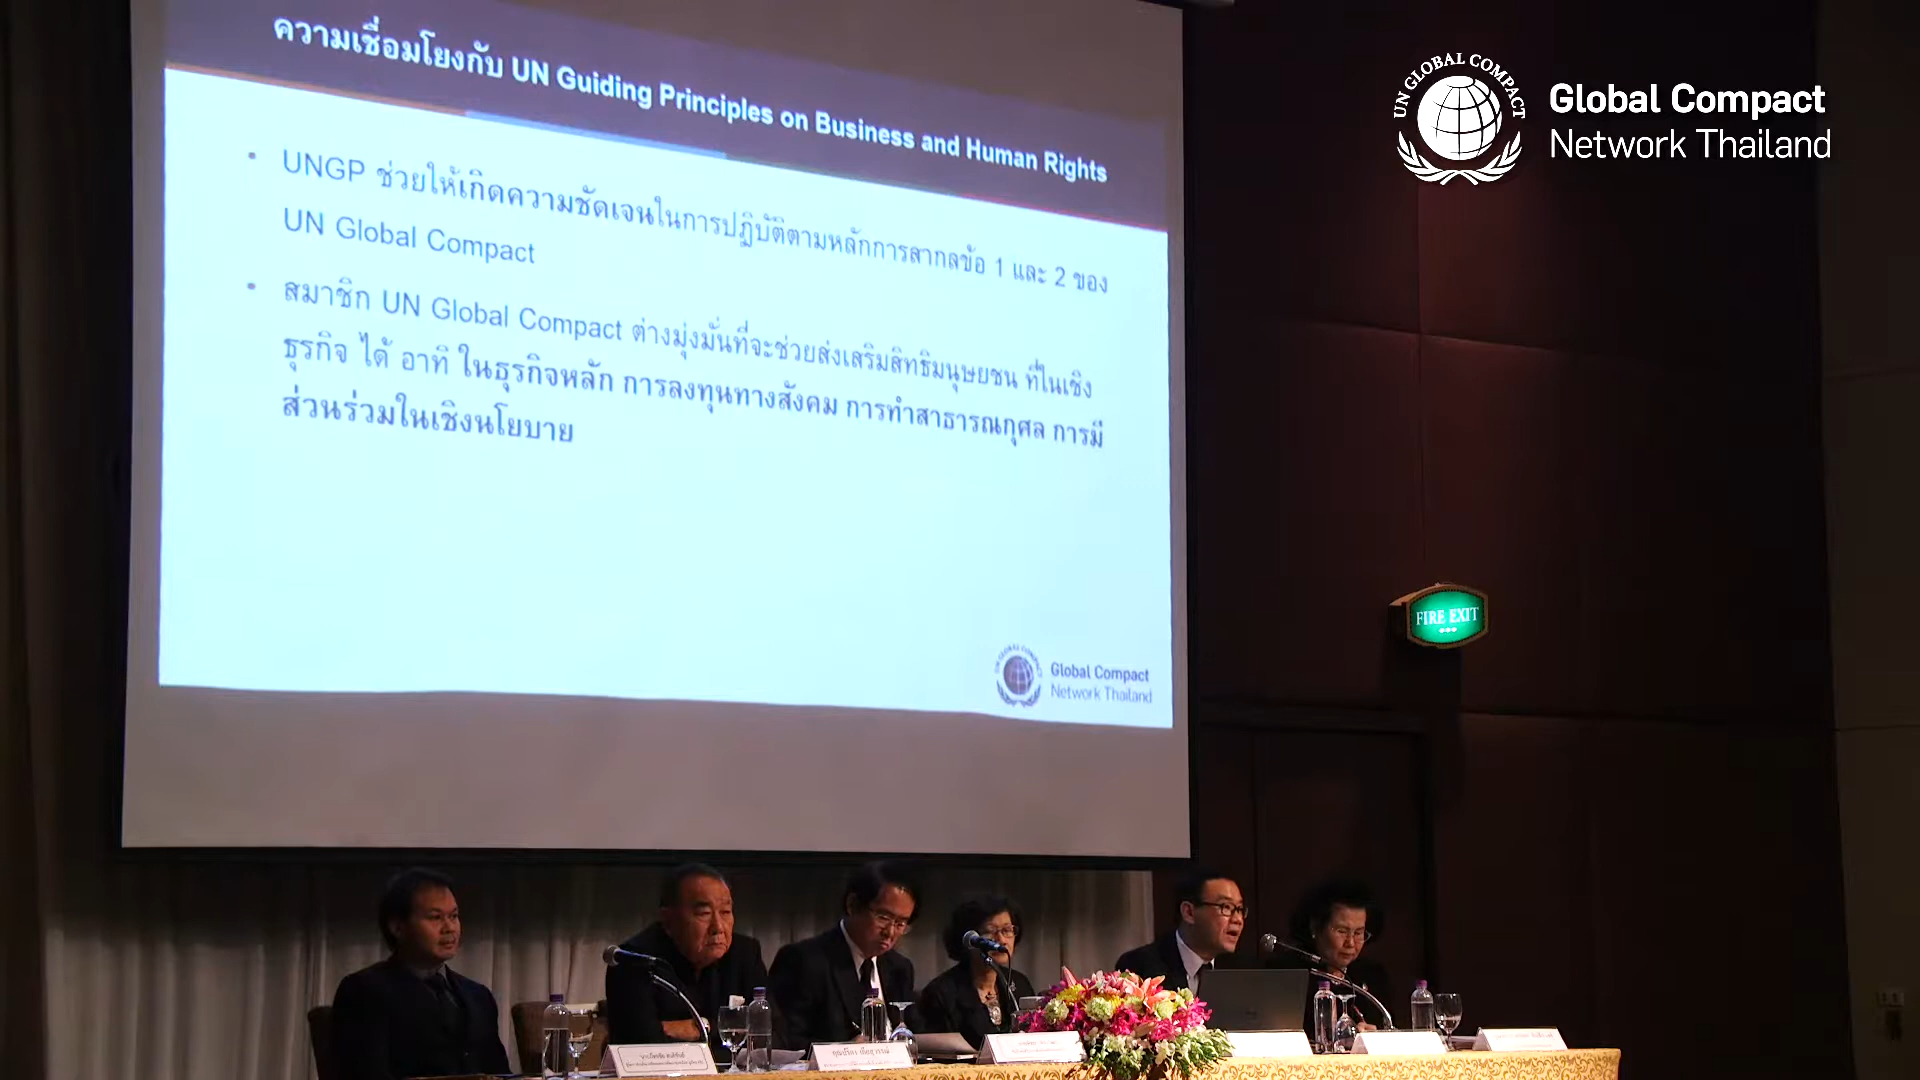 ความเชื่อมโยงกับ UN Guiding Principles on Business and Human Rights
• UNGP ช่วยให้เกิดความชัดเจนในการปฏิบัติตามหลักการสากลข้อ 1 และ 2 ของ
UN Global Compact
• สมาชิก UN Global Compact ต่างมุ่งมั่นที่จะช่วยส่งเสริมสิทธิมนุษยชน ที่ในเชิง
ธุรกิจ ได้ อาทิ ในธุรกิจหลัก การลงทุนทางสังคม การทำสาธารณกุศล การมี
ส่วนร่วมในเชิงนโยบาย
UN GLOBAL COMPACT
Global Compact
Network Thailand
UN GLOBAL COMPACT
Global Compact
Network Thailand
FIRE EXIT